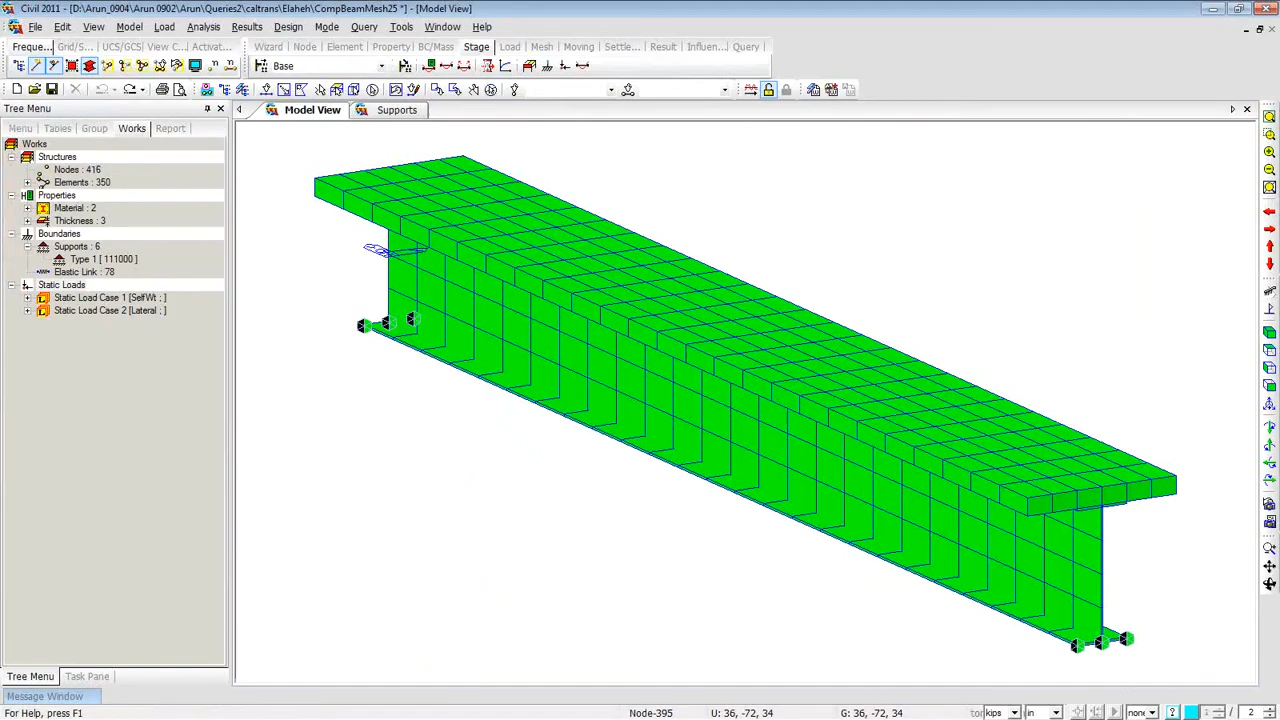 Civil 2011 - [D:\Arun_0904\Arun 0902\Arun\Queries2\caltrans\Elaheh\CompBeamMesh25 *] - [Model View]
File Edit View Model Load Analysis Results Design Mode Query Tools Window Help
Freque... Grid/S... UCS/GCS View C... Activat... Wizard Node Element Property BC/Mass Stage Load Mesh Moving Settle... Result Influen... Query
Base
Tree Menu
Model View Supports
Menu Tables Group Works Report
Works
Structures
Nodes : 416
Elements : 350
Properties
Material : 2
Thickness : 3
Boundaries
Supports : 6
Type 1 [ 111000 ]
Elastic Link : 78
Static Loads
Static Load Case 1 [SelfWt ; ]
Static Load Case 2 [Lateral ; ]
Tree Menu Task Pane
Message Window
For Help, press F1 Node-395 U: 36, -72, 34 G: 36, -72, 34 kips in none / 2